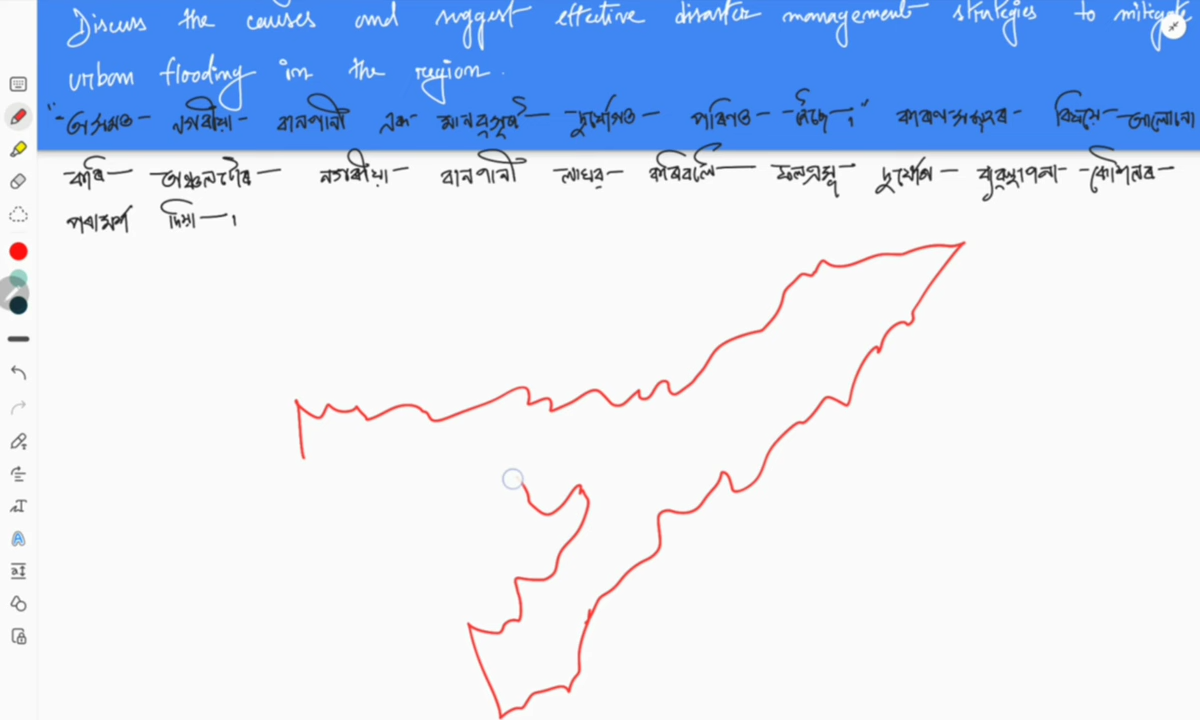 Discuss the causes and suggest effective disaster management strategies to mitigate
urban flooding in the region.
"অসমত নগৰীয়া বানপানী এক মানৱসৃষ্ট দুৰ্যোগত পৰিণত হৈছে।" কাৰণসমূহৰ বিষয়ে আলোচনা
কৰি অঞ্চলটোৰ নগৰীয়া বানপানী লাঘৱ কৰিবলৈ ফলপ্ৰসূ দুৰ্যোগ ব্যৱস্থাপনা কৌশলৰ
পৰামৰ্শ দিয়া।